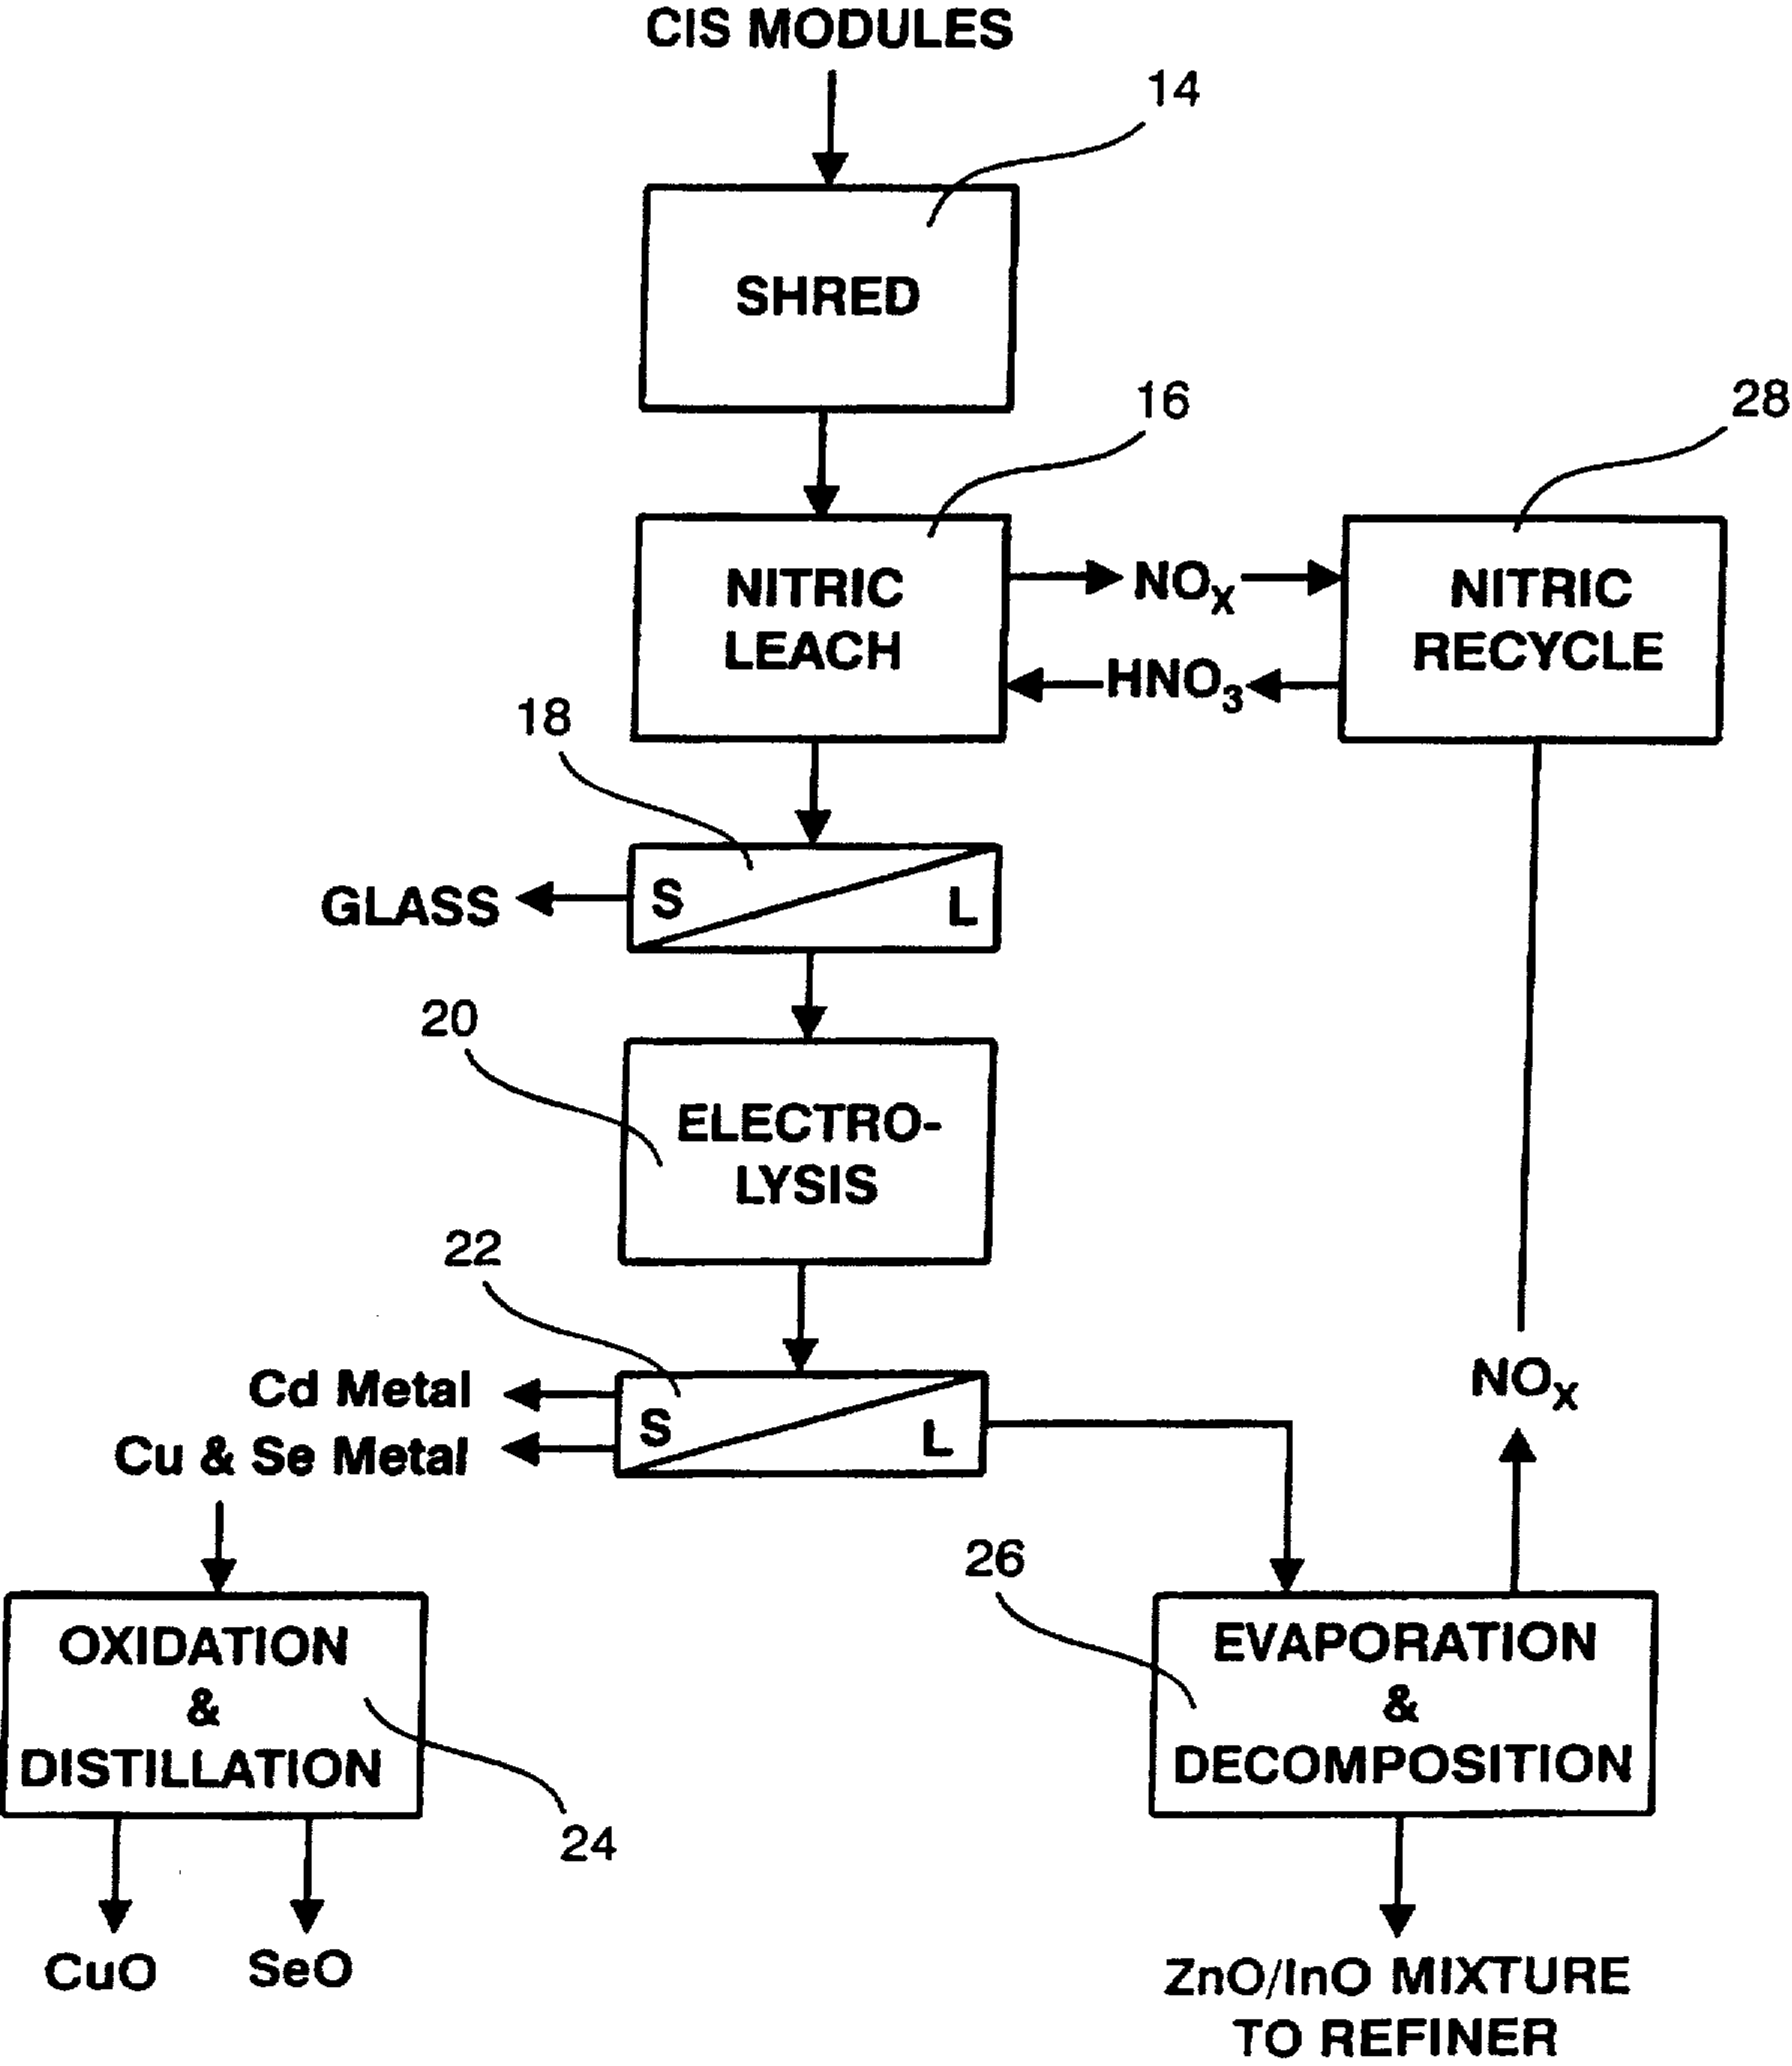 CIS MODULES
14
SHRED
16
28
NITRIC
LEACH
NOX
HNO3
NITRIC
RECYCLE
18
GLASS
S
L
20
ELECTRO-
LYSIS
22
Cd Metal
Cu & Se Metal
S
L
NOX
26
OXIDATION
&
DISTILLATION
24
EVAPORATION
&
DECOMPOSITION
CuO
SeO
ZnO/InO MIXTURE
TO REFINER